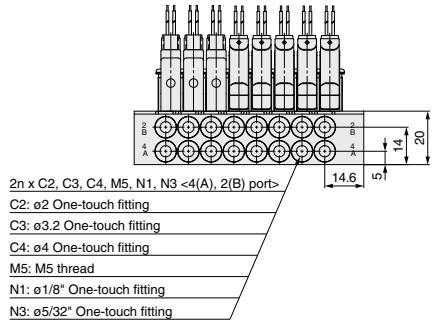 2
B
2
B
4
A
4
A
20
14
5
14.6
2n x C2, C3, C4, M5, N1, N3 <4(A), 2(B) port>
C2: ø2 One-touch fitting
C3: ø3.2 One-touch fitting
C4: ø4 One-touch fitting
M5: M5 thread
N1: ø1/8" One-touch fitting
N3: ø5/32" One-touch fitting